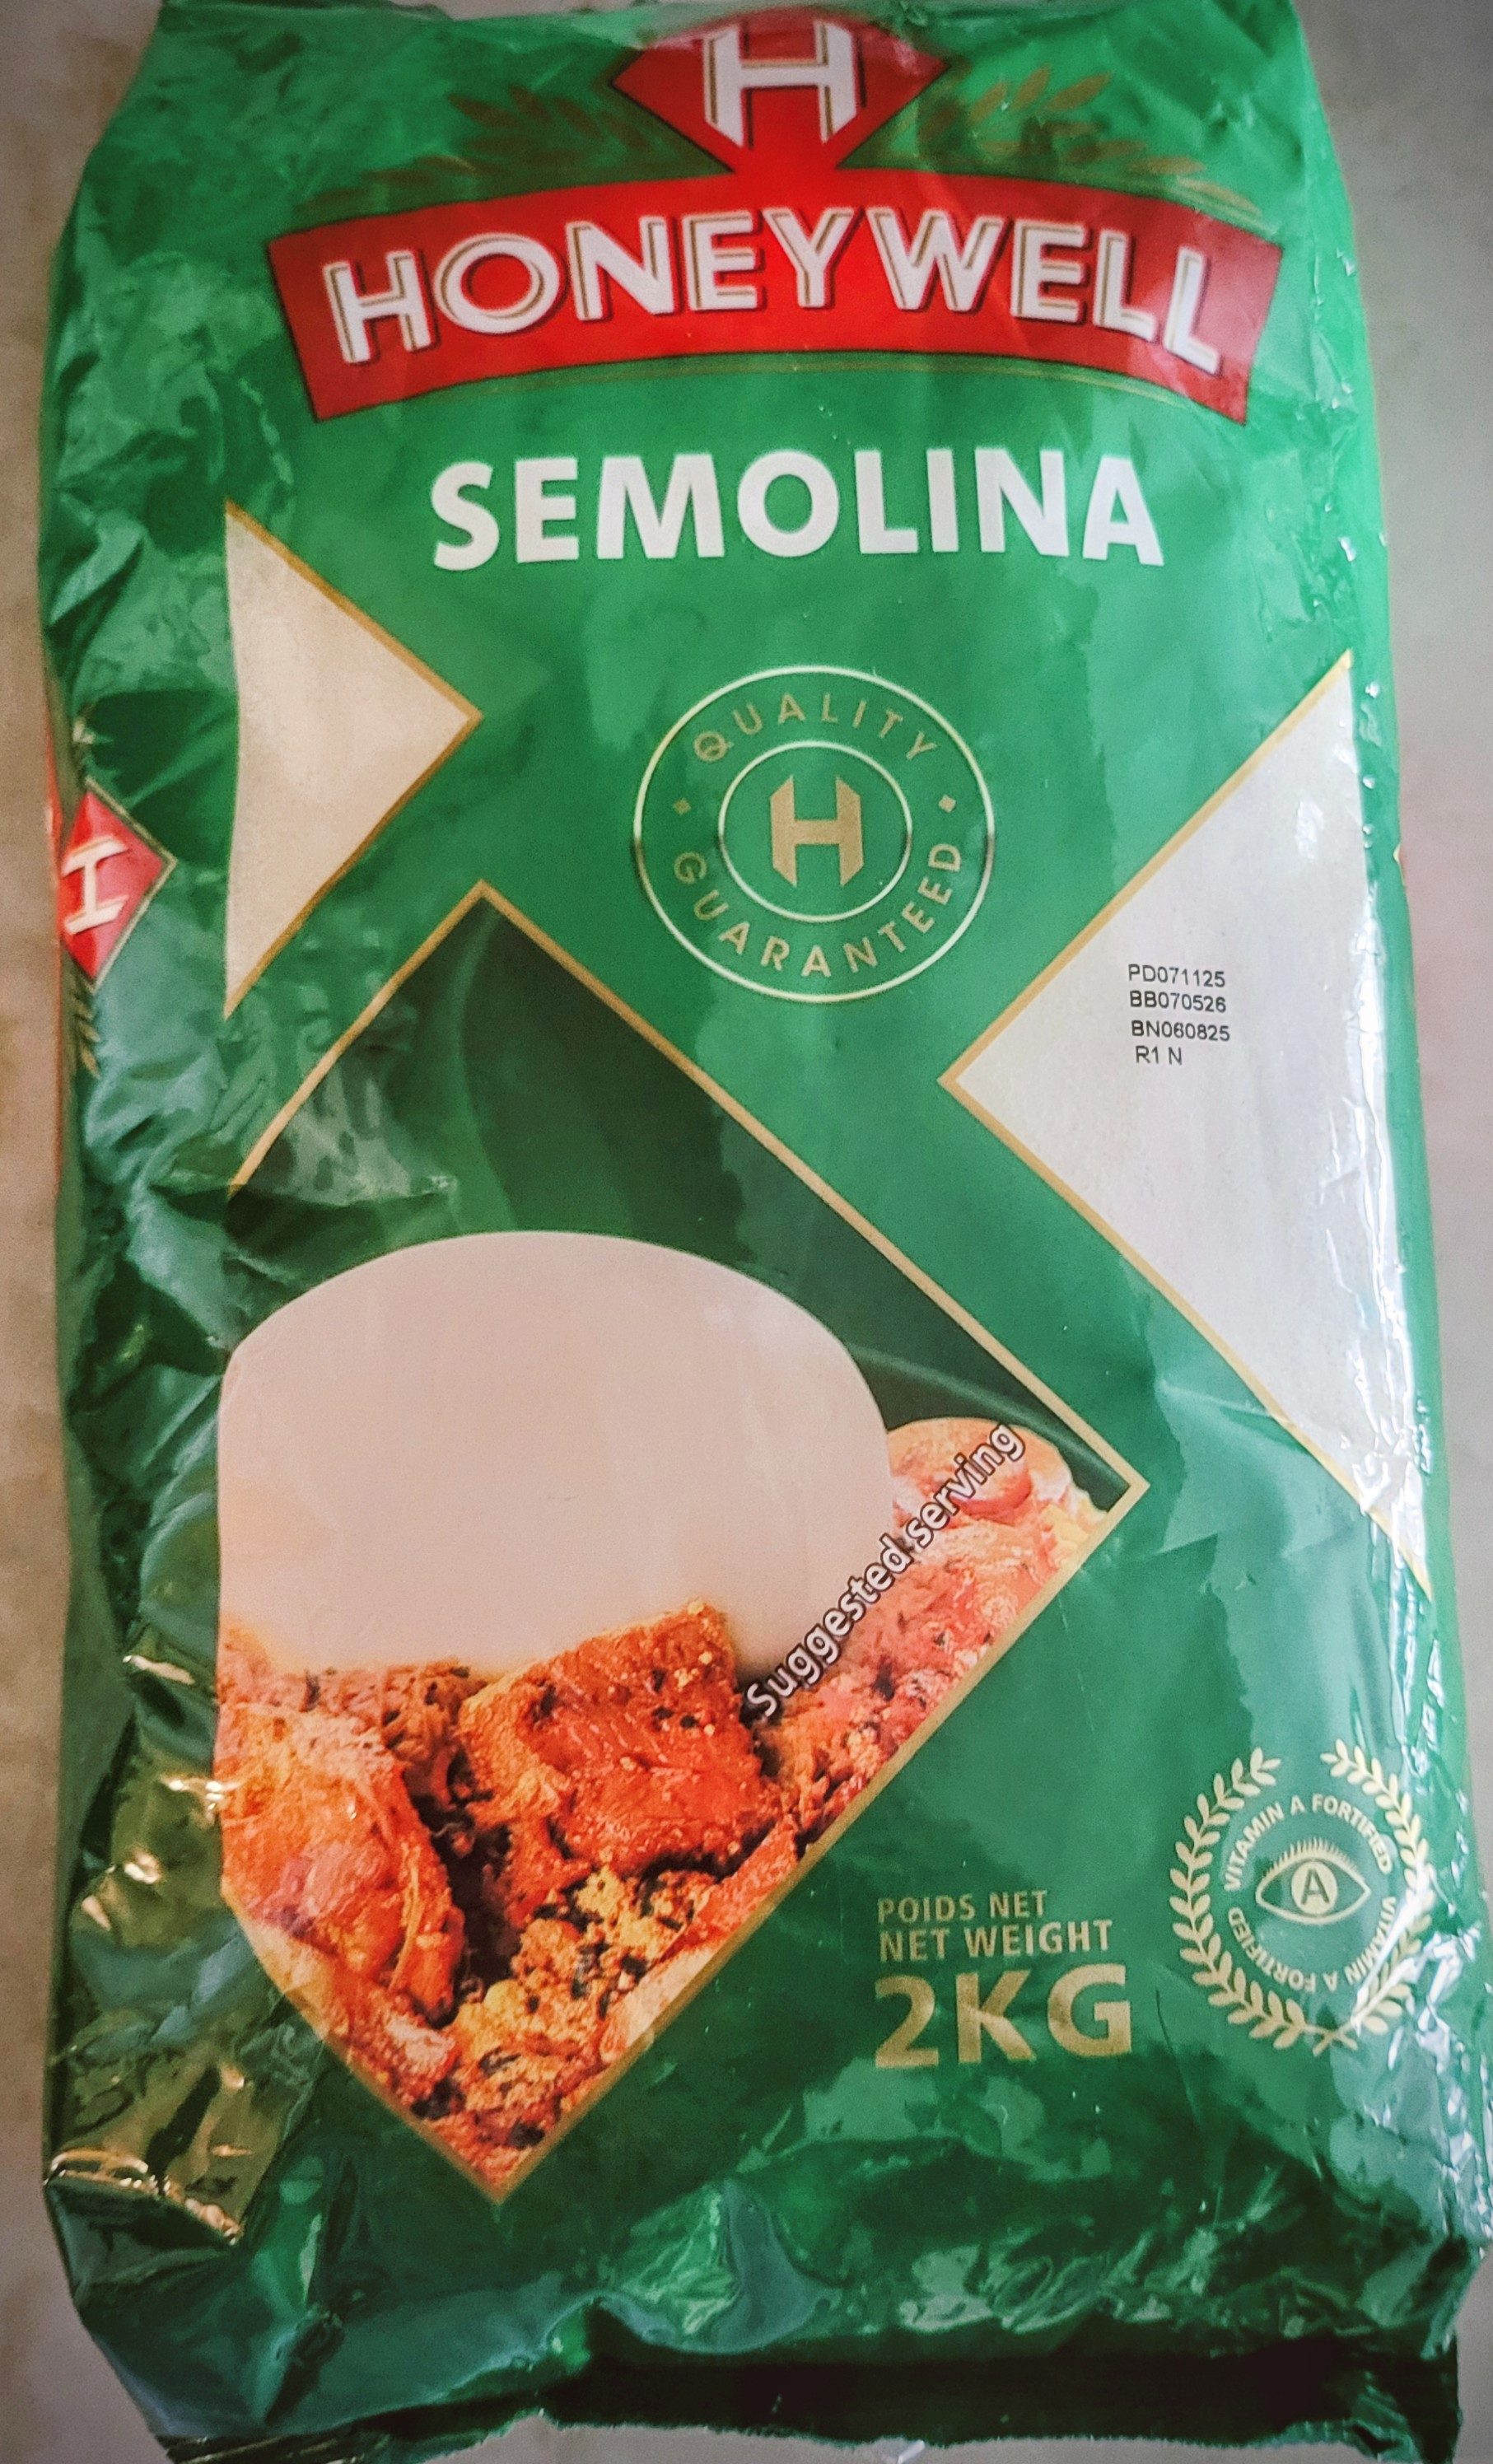 H
HONEYWELL
SEMOLINA
QUALITY
H
GUARANTEED
H
PD071125
BB070526
BN060825
R1 N
Suggested serving
POIDS NET
NET WEIGHT
2KG
VITAMIN A FORTIFIED
A
VITAMIN A FORTIFIED